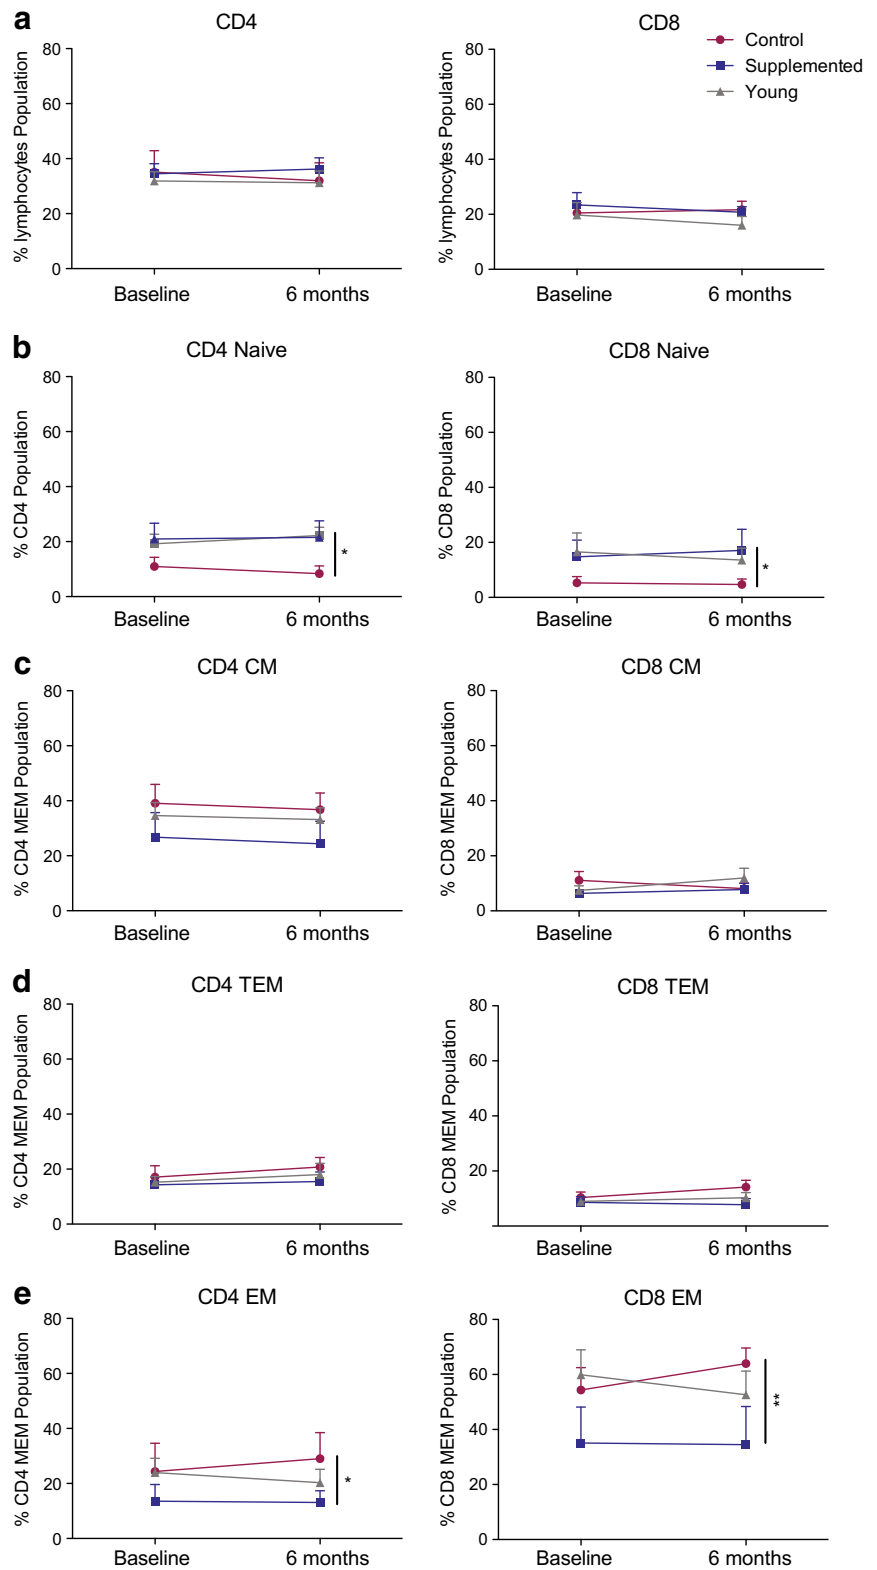 a
CD4
CD8
Control
Supplemented
Young
% lymphocytes Population
80
60
40
20
0
Baseline
6 months
% lymphocytes Population
80
60
40
20
0
Baseline
6 months
b
CD4 Naive
CD8 Naive
% CD4 Population
80
60
40
20
0
*
Baseline
6 months
% CD8 Population
80
60
40
20
0
*
Baseline
6 months
c
CD4 CM
CD8 CM
% CD4 MEM Population
80
60
40
20
0
Baseline
6 months
% CD8 MEM Population
80
60
40
20
0
Baseline
6 months
d
CD4 TEM
CD8 TEM
% CD4 MEM Population
80
60
40
20
0
Baseline
6 months
% CD8 MEM Population
80
60
40
20
Baseline
6 months
e
CD4 EM
CD8 EM
% CD4 MEM Population
80
60
40
20
0
*
Baseline
6 months
% CD8 MEM Population
80
60
40
20
0
**
Baseline
6 months